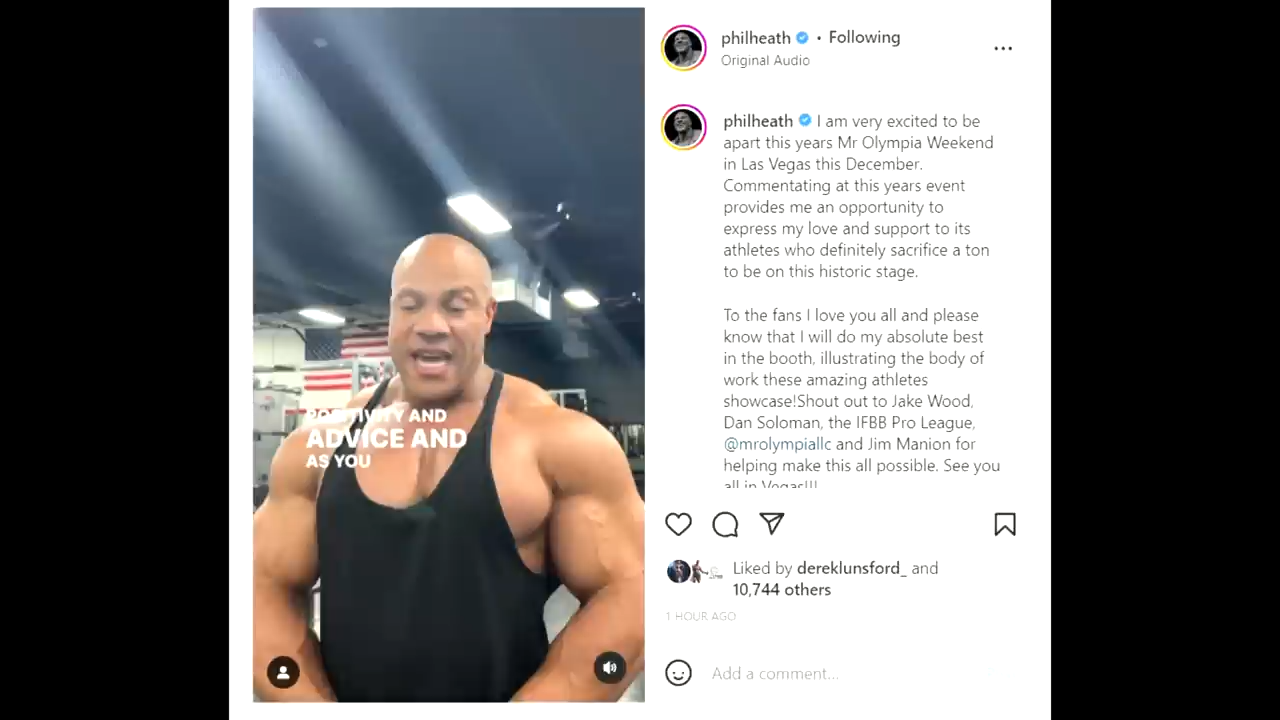 philheath • Following
Original Audio
philheath I am very excited to be
apart this years Mr Olympia Weekend
in Las Vegas this December.
Commentating at this years event
provides me an opportunity to
express my love and support to its
athletes who definitely sacrifice a ton
to be on this historic stage.
To the fans I love you all and please
know that I will do my absolute best
in the booth, illustrating the body of
work these amazing athletes
showcase!Shout out to Jake Wood,
Dan Soloman, the IFBB Pro League,
@mrolympiallc and Jim Manion for
helping make this all possible. See you
all in Vegas!!!
POSITIVITY AND
ADVICE AND
AS YOU
Liked by dereklunsford_ and
10,744 others
1 HOUR AGO
Add a comment...